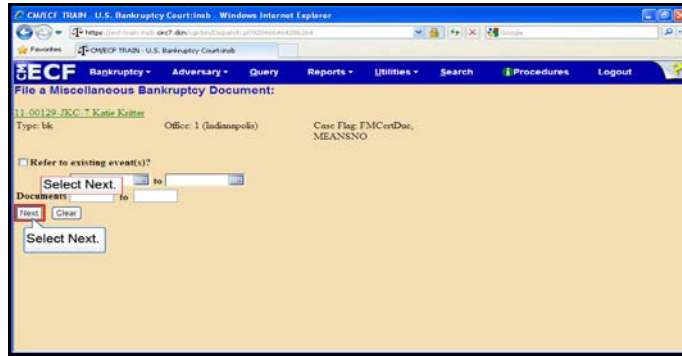 CM/ECF TRAIN - U.S. Bankruptcy Court:insb - Windows Internet Explorer
Google
Favorites CM/ECF TRAIN - U.S. Bankruptcy Court:insb
ECF Bankruptcy Adversary Query Reports Utilities Search Procedures Logout
File a Miscellaneous Bankruptcy Document:
11-00129-JKC-7 Katie Kritter
Type: bk Office: 1 (Indianapolis) Case Flag: FMCertDue, MEANSNO
Refer to existing event(s)?
Select Next. to
Documents to
Next Clear
Select Next.